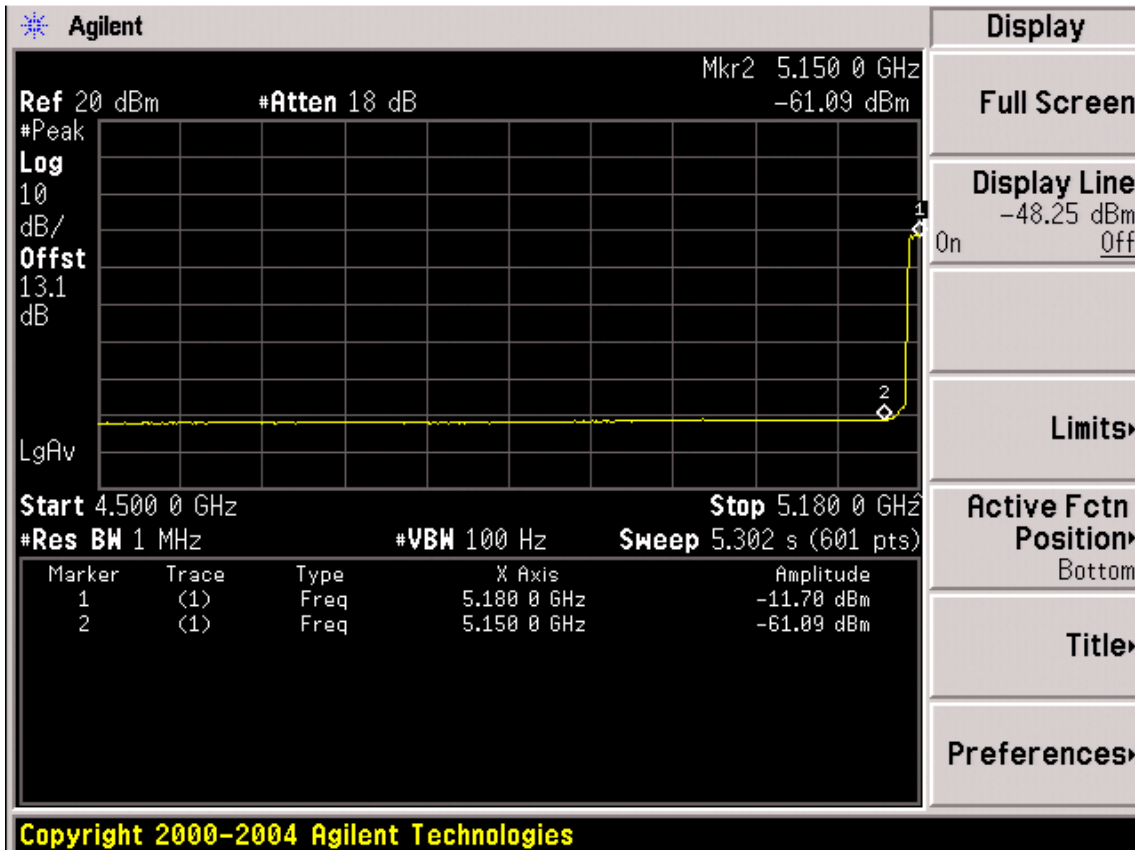 Agilent
Display
Mkr2 5.150 0 GHz
Ref 20 dBm #Atten 18 dB -61.09 dBm
#Peak
Log
10
dB/
Offst
13.1
dB
LgAv
1
2
Start 4.500 0 GHz Stop 5.180 0 GHz
#Res BW 1 MHz #VBW 100 Hz Sweep 5.302 s (601 pts)
Marker Trace Type X Axis Amplitude
1 (1) Freq 5.180 0 GHz -11.70 dBm
2 (1) Freq 5.150 0 GHz -61.09 dBm
Full Screen
Display Line
-48.25 dBm
On Off
Limits
Active Fctn
Position
Bottom
Title
Preferences
Copyright 2000-2004 Agilent Technologies